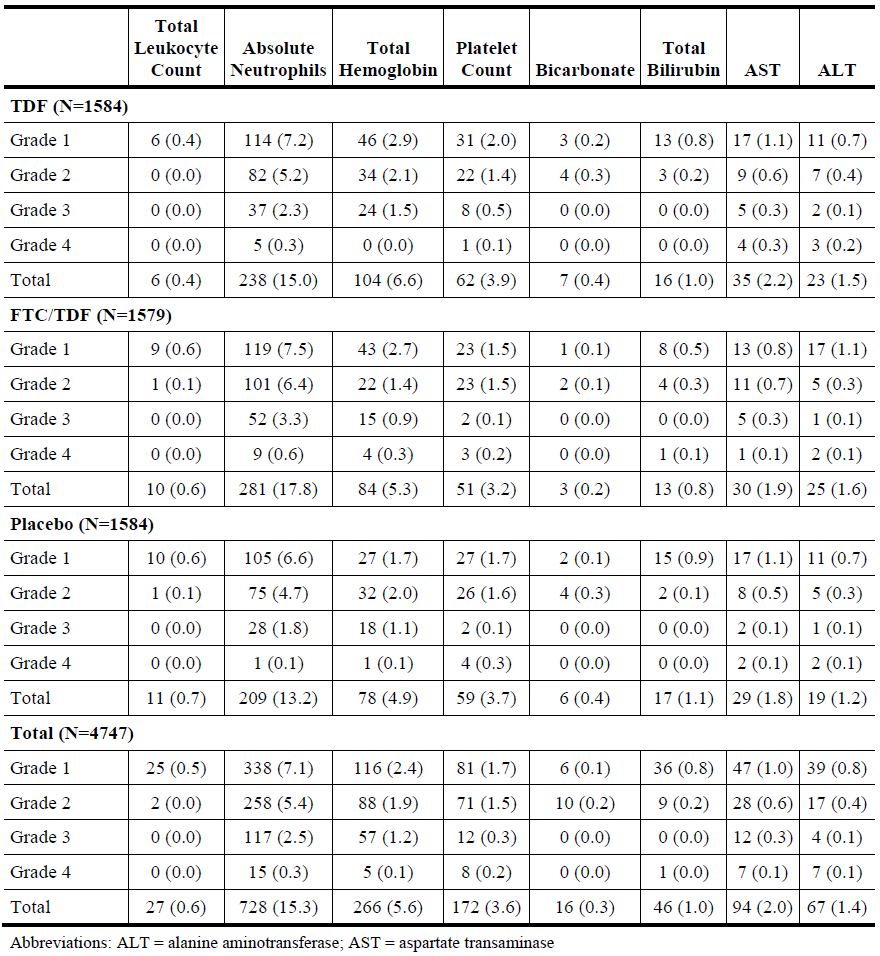 Total Leukocyte Count Absolute Neutrophils Total Hemoglobin Platelet Count Bicarbonate Total Bilirubin AST ALT
TDF (N=1584)
Grade 1 6 (0.4) 114 (7.2) 46 (2.9) 31 (2.0) 3 (0.2) 13 (0.8) 17 (1.1) 11 (0.7)
Grade 2 0 (0.0) 82 (5.2) 34 (2.1) 22 (1.4) 4 (0.3) 3 (0.2) 9 (0.6) 7 (0.4)
Grade 3 0 (0.0) 37 (2.3) 24 (1.5) 8 (0.5) 0 (0.0) 0 (0.0) 5 (0.3) 2 (0.1)
Grade 4 0 (0.0) 5 (0.3) 0 (0.0) 1 (0.1) 0 (0.0) 0 (0.0) 4 (0.3) 3 (0.2)
Total 6 (0.4) 238 (15.0) 104 (6.6) 62 (3.9) 7 (0.4) 16 (1.0) 35 (2.2) 23 (1.5)
FTC/TDF (N=1579)
Grade 1 9 (0.6) 119 (7.5) 43 (2.7) 23 (1.5) 1 (0.1) 8 (0.5) 13 (0.8) 17 (1.1)
Grade 2 1 (0.1) 101 (6.4) 22 (1.4) 23 (1.5) 2 (0.1) 4 (0.3) 11 (0.7) 5 (0.3)
Grade 3 0 (0.0) 52 (3.3) 15 (0.9) 2 (0.1) 0 (0.0) 0 (0.0) 5 (0.3) 1 (0.1)
Grade 4 0 (0.0) 9 (0.6) 4 (0.3) 3 (0.2) 0 (0.0) 1 (0.1) 1 (0.1) 2 (0.1)
Total 10 (0.6) 281 (17.8) 84 (5.3) 51 (3.2) 3 (0.2) 13 (0.8) 30 (1.9) 25 (1.6)
Placebo (N=1584)
Grade 1 10 (0.6) 105 (6.6) 27 (1.7) 27 (1.7) 2 (0.1) 15 (0.9) 17 (1.1) 11 (0.7)
Grade 2 1 (0.1) 75 (4.7) 32 (2.0) 26 (1.6) 4 (0.3) 2 (0.1) 8 (0.5) 5 (0.3)
Grade 3 0 (0.0) 28 (1.8) 18 (1.1) 2 (0.1) 0 (0.0) 0 (0.0) 2 (0.1) 1 (0.1)
Grade 4 0 (0.0) 1 (0.1) 1 (0.1) 4 (0.3) 0 (0.0) 0 (0.0) 2 (0.1) 2 (0.1)
Total 11 (0.7) 209 (13.2) 78 (4.9) 59 (3.7) 6 (0.4) 17 (1.1) 29 (1.8) 19 (1.2)
Total (N=4747)
Grade 1 25 (0.5) 338 (7.1) 116 (2.4) 81 (1.7) 6 (0.1) 36 (0.8) 47 (1.0) 39 (0.8)
Grade 2 2 (0.0) 258 (5.4) 88 (1.9) 71 (1.5) 10 (0.2) 9 (0.2) 28 (0.6) 17 (0.4)
Grade 3 0 (0.0) 117 (2.5) 57 (1.2) 12 (0.3) 0 (0.0) 0 (0.0) 12 (0.3) 4 (0.1)
Grade 4 0 (0.0) 15 (0.3) 5 (0.1) 8 (0.2) 0 (0.0) 1 (0.0) 7 (0.1) 7 (0.1)
Total 27 (0.6) 728 (15.3) 266 (5.6) 172 (3.6) 16 (0.3) 46 (1.0) 94 (2.0) 67 (1.4)
Abbreviations: ALT = alanine aminotransferase; AST = aspartate transaminase